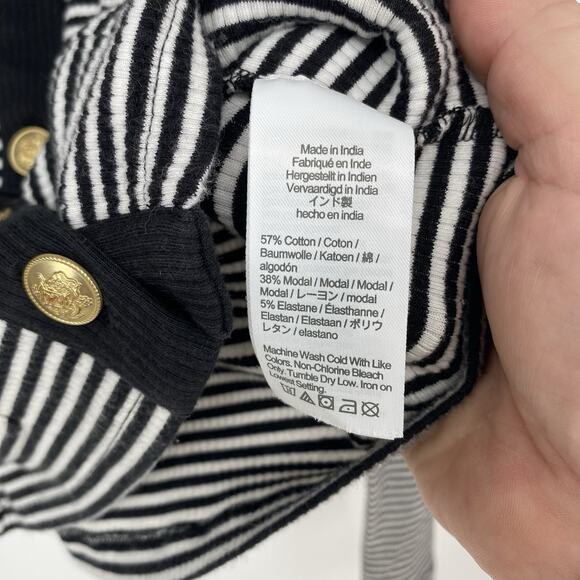 Made in India
Fabriqué en Inde
Hergestellt in Indien
Vervaardigd in India
インド製
hecho en india
57% Cotton / Coton /
Baumwolle / Katoen / 綿 /
algodón
38% Modal / Modal / Modal /
Modal / レーヨン / modal
5% Elastane / Élasthanne /
Elastan / Elastaan / ポリウ
レタン / elastano
Machine Wash Cold With Like
Colors. Non-Chlorine Bleach
Only. Tumble Dry Low. Iron on
Lowest Setting.